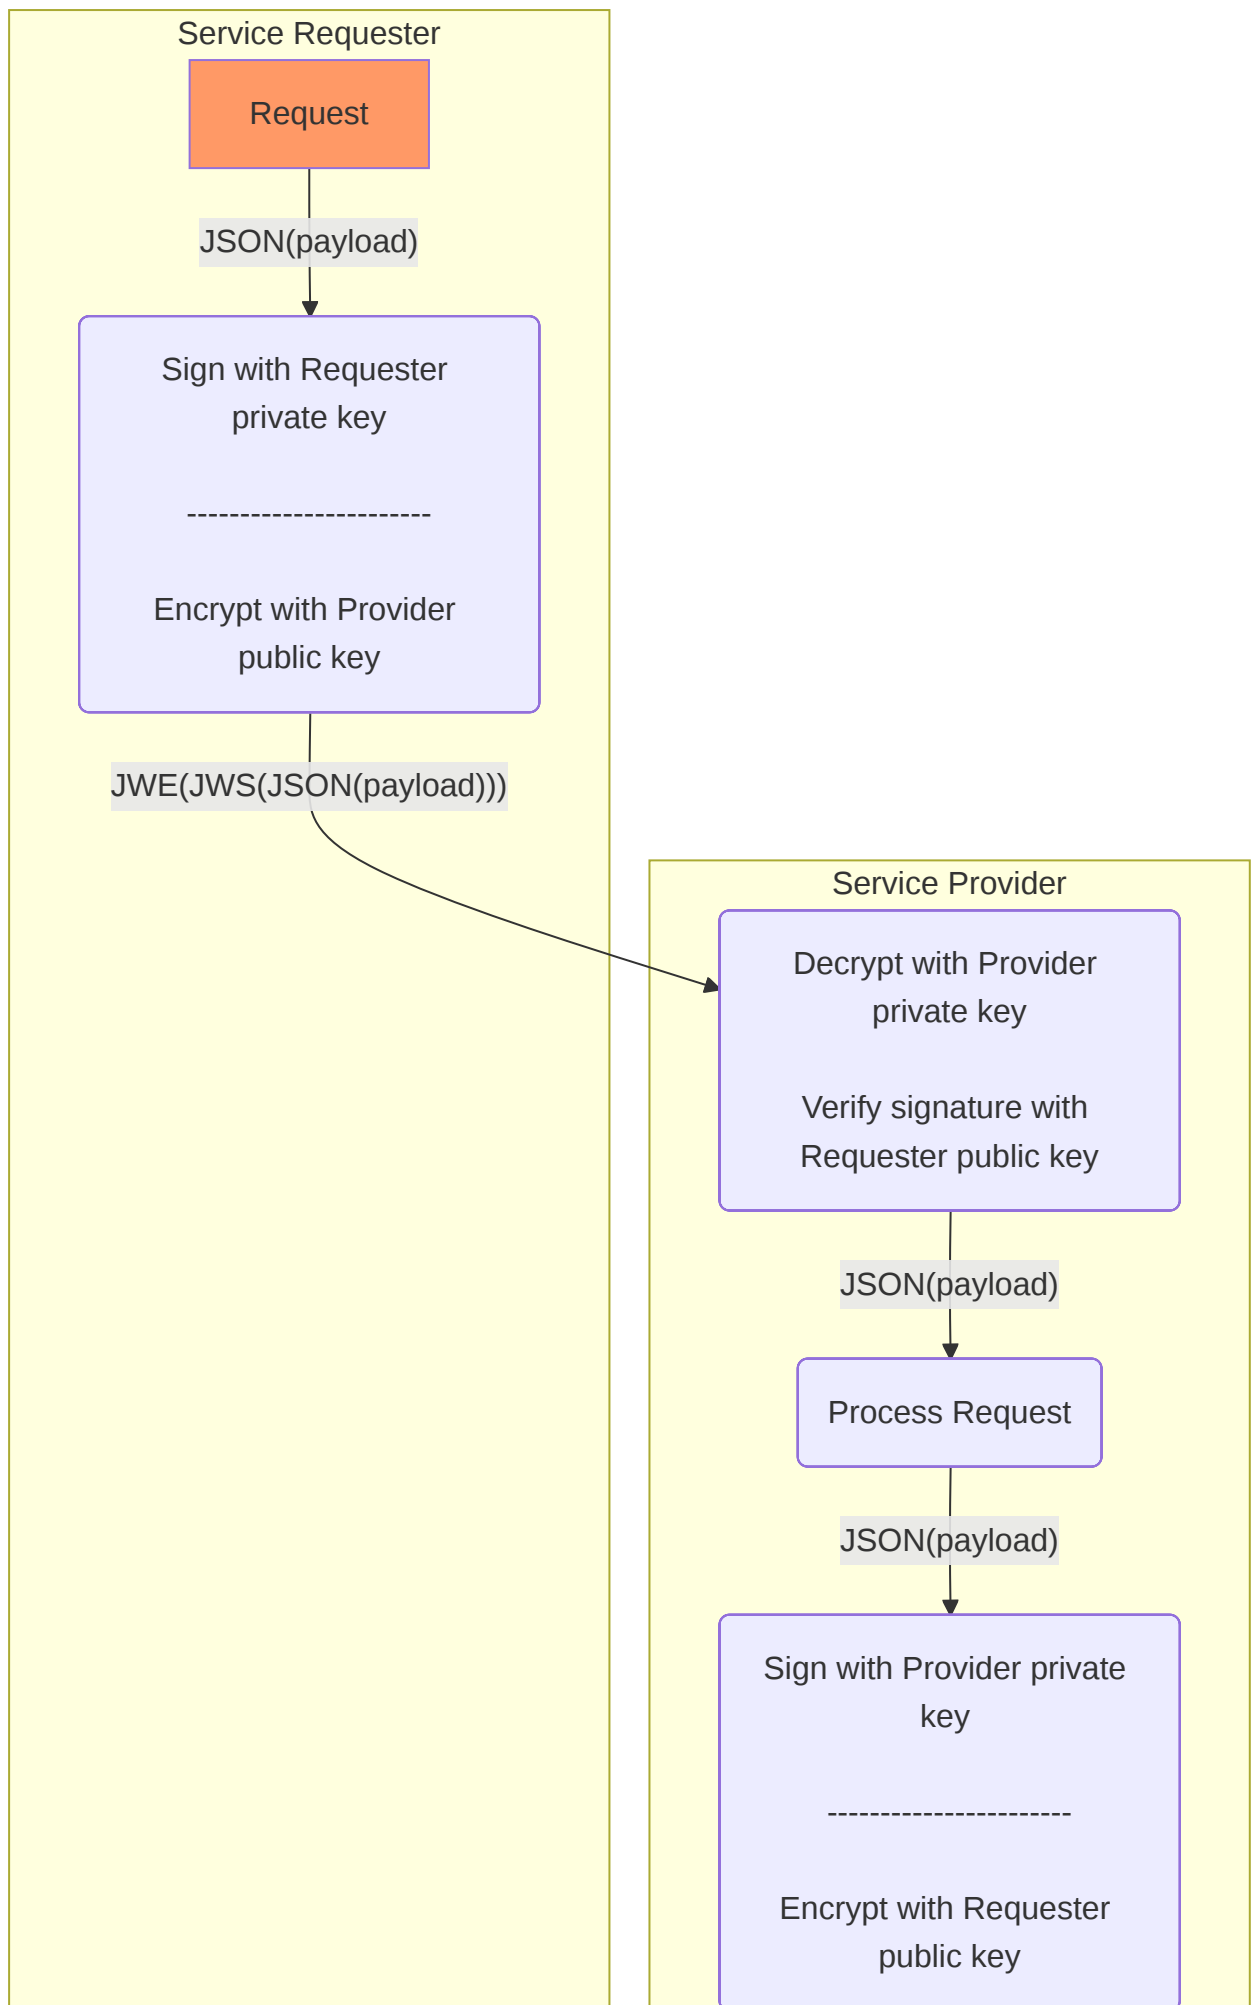 Service Requester
Request
JSON(payload)
Sign with Requester
private key
-----------------------
Encrypt with Provider
public key
JWE(JWS(JSON(payload)))
Service Provider
Decrypt with Provider
private key
Verify signature with
Requester public key
JSON(payload)
Process Request
JSON(payload)
Sign with Provider private
key
-----------------------
Encrypt with Requester
public key